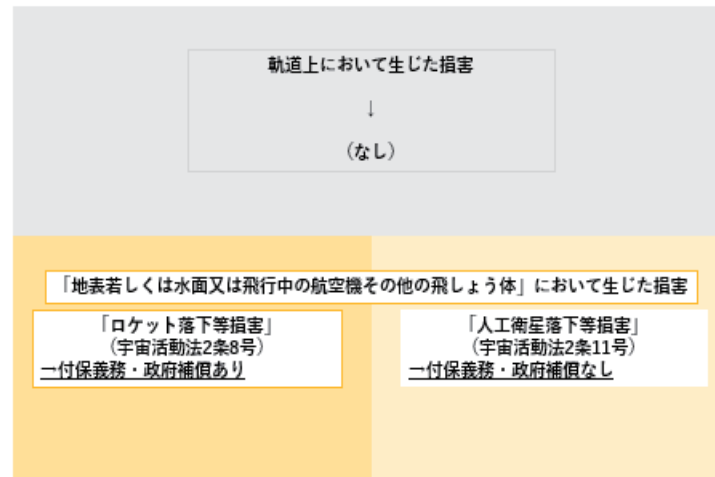 軌道上において生じた損害
↓
（なし）
「地表若しくは水面又は飛行中の航空機その他の飛しょう体」において生じた損害
「ロケット落下等損害」
（宇宙活動法2条8号）
→付保義務・政府補償あり
「人工衛星落下等損害」
（宇宙活動法2条11号）
→付保義務・政府補償なし